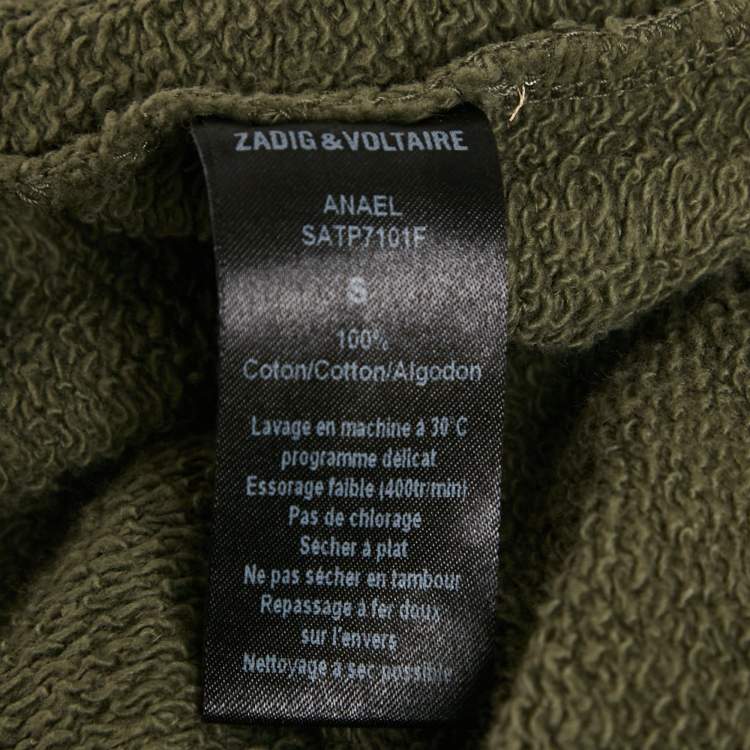 ZADIG & VOLTAIRE
ANAEL
SATP7101F
S
100%
Coton/Cotton/Algodon
Lavage en machine à 30°C
programme délicat
Essorage faible (400tr/min)
Pas de chlorage
Sécher à plat
Ne pas sécher en tambour
Repassage à fer doux
sur l'envers
Nettoyage à sec possible